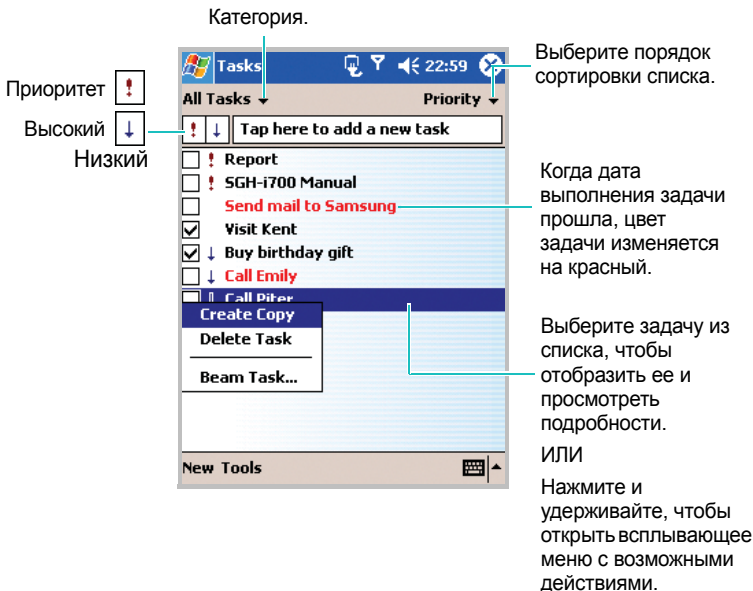 Категория.
Приоритет !
Высокий ↓
Низкий
Tasks 22:59
All Tasks Priority
! ↓ Tap here to add a new task
! Report
! SGH-i700 Manual
Send mail to Samsung
Visit Kent
↓ Buy birthday gift
↓ Call Emily
Call Piter
Create Copy
Delete Task
Beam Task...
New Tools
Выберите порядок
сортировки списка.
Когда дата
выполнения задачи
прошла, цвет
задачи изменяется
на красный.
Выберите задачу из
списка, чтобы
отобразить ее и
просмотреть
подробности.
ИЛИ
Нажмите и
удерживайте, чтобы
открыть всплывающее
меню с возможными
действиями.